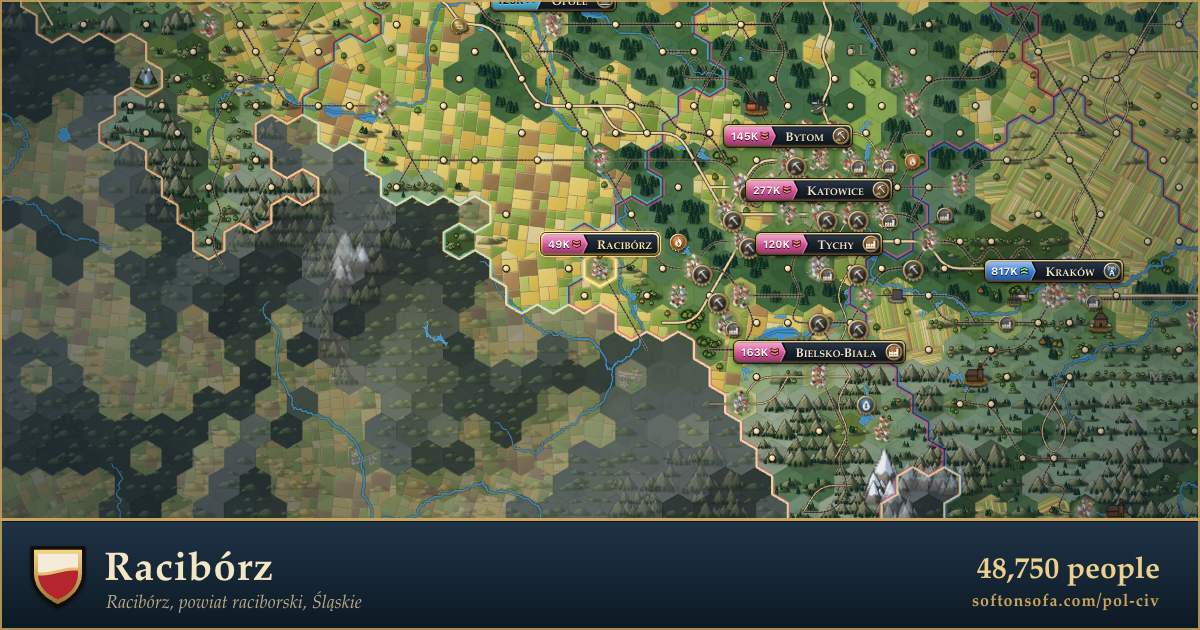 OPOLE
145K BYTOM
277K KATOWICE
49K RACIBÓRZ
120K TYCHY
817K KRAKÓW
163K BIELSKO-BIAŁA
Racibórz
Racibórz, powiat raciborski, Śląskie
48,750 people
softonsofa.com/pol-civ